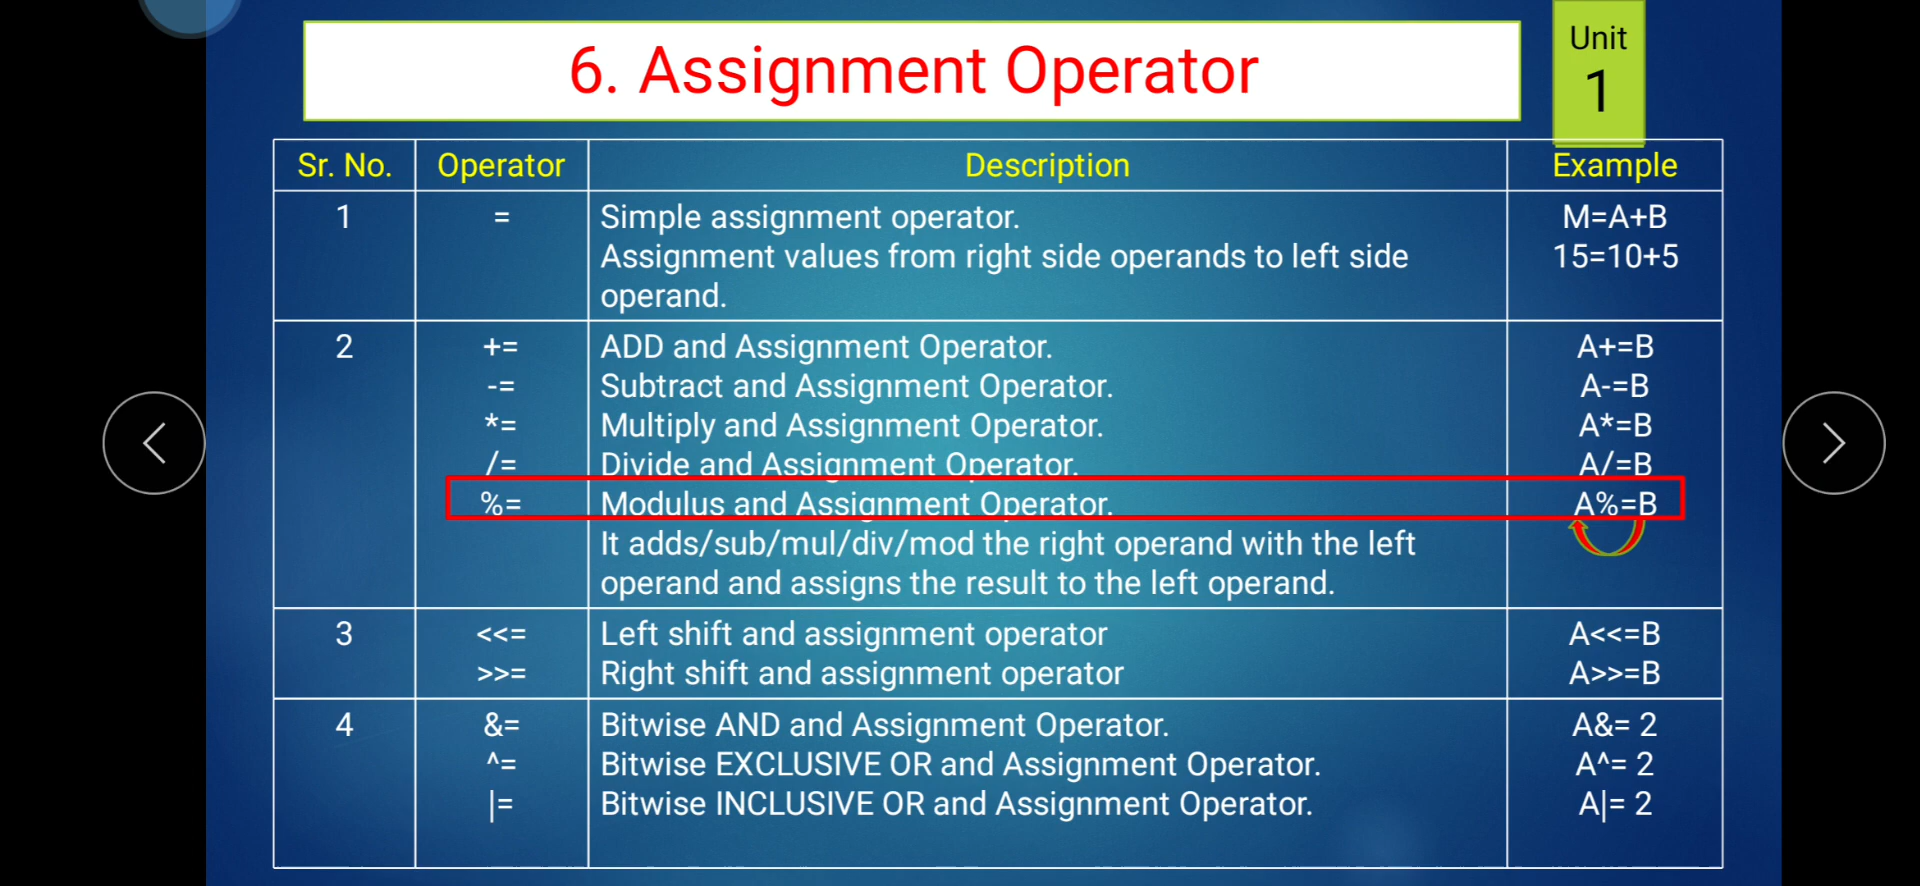 6. Assignment Operator
Unit
1
Sr. No. Operator Description Example
1 = Simple assignment operator. M=A+B
Assignment values from right side operands to left side 15=10+5
operand.
2 += ADD and Assignment Operator. A+=B
-= Subtract and Assignment Operator. A-=B
*= Multiply and Assignment Operator. A*=B
/= Divide and Assignment Operator. A/=B
%= Modulus and Assignment Operator. A%=B
It adds/sub/mul/div/mod the right operand with the left
operand and assigns the result to the left operand.
3 <<= Left shift and assignment operator A<<=B
>>= Right shift and assignment operator A>>=B
4 &= Bitwise AND and Assignment Operator. A&= 2
^= Bitwise EXCLUSIVE OR and Assignment Operator. A^= 2
|= Bitwise INCLUSIVE OR and Assignment Operator. A|= 2